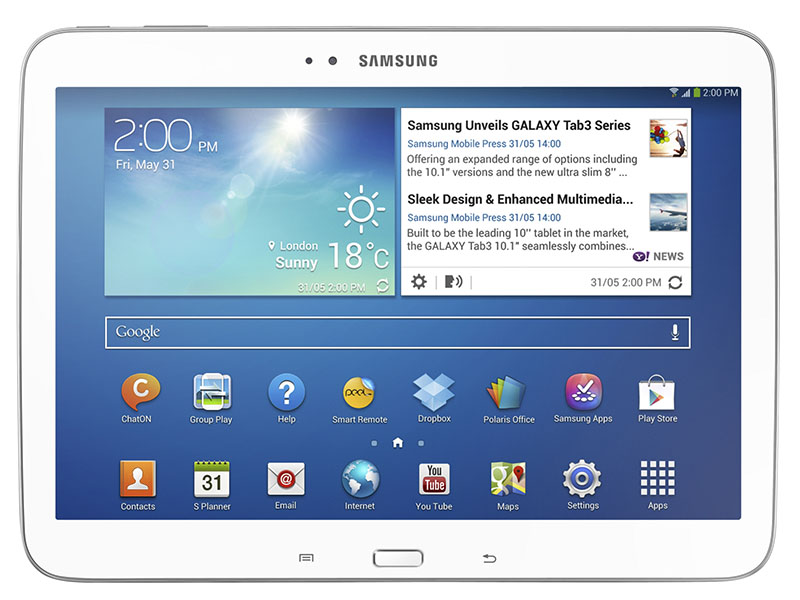 SAMSUNG
2:00 PM
2:00 PM
Fri, May 31
London
Sunny
18°C
31/05 2:00 PM
Samsung Unveils GALAXY Tab3 Series
Samsung Mobile Press 31/05 14:00
Offering an expanded range of options including
the 10.1" versions and the new ultra slim 8'' ...
Sleek Design & Enhanced Multimedia...
Samsung Mobile Press 31/05 14:00
Built to be the leading 10'' tablet in the market,
the GALAXY Tab3 10.1" seamlessly combines...
Y! NEWS
31/05 2:00 PM
Google
C
?
peel
ChatON
Group Play
Help
Smart Remote
Dropbox
Polaris Office
Samsung Apps
Play Store
31
@
You
Tube
Contacts
S Planner
Email
Internet
You Tube
Maps
Settings
Apps